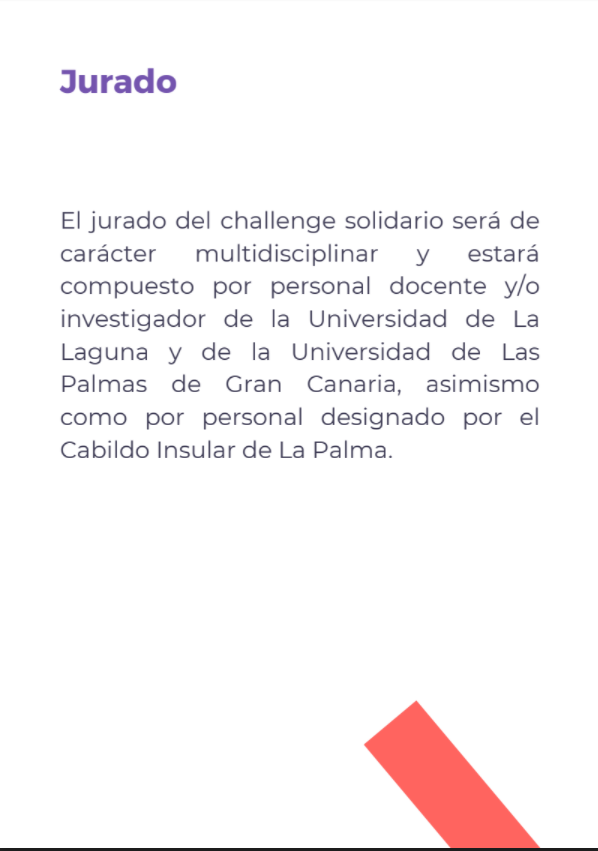 Jurado
El jurado del challenge solidario será de
carácter multidisciplinar y estará
compuesto por personal docente y/o
investigador de la Universidad de La
Laguna y de la Universidad de Las
Palmas de Gran Canaria, asimismo
como por personal designado por el
Cabildo Insular de La Palma.